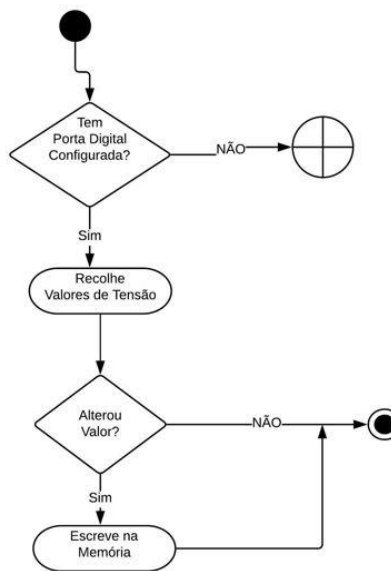 Tem
Porta Digital
Configurada?
NÃO
Sim
Recolhe
Valores de Tensão
Alterou
Valor?
NÃO
Sim
Escreve na
Memória